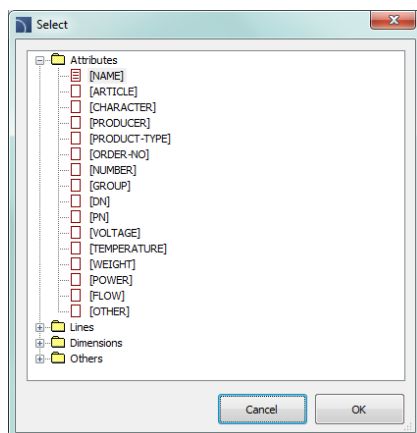 Select
Attributes
[NAME]
[ARTICLE]
[CHARACTER]
[PRODUCER]
[PRODUCT-TYPE]
[ORDER-NO]
[NUMBER]
[GROUP]
[DN]
[PN]
[VOLTAGE]
[TEMPERATURE]
[WEIGHT]
[POWER]
[FLOW]
[OTHER]
Lines
Dimensions
Others
Cancel OK